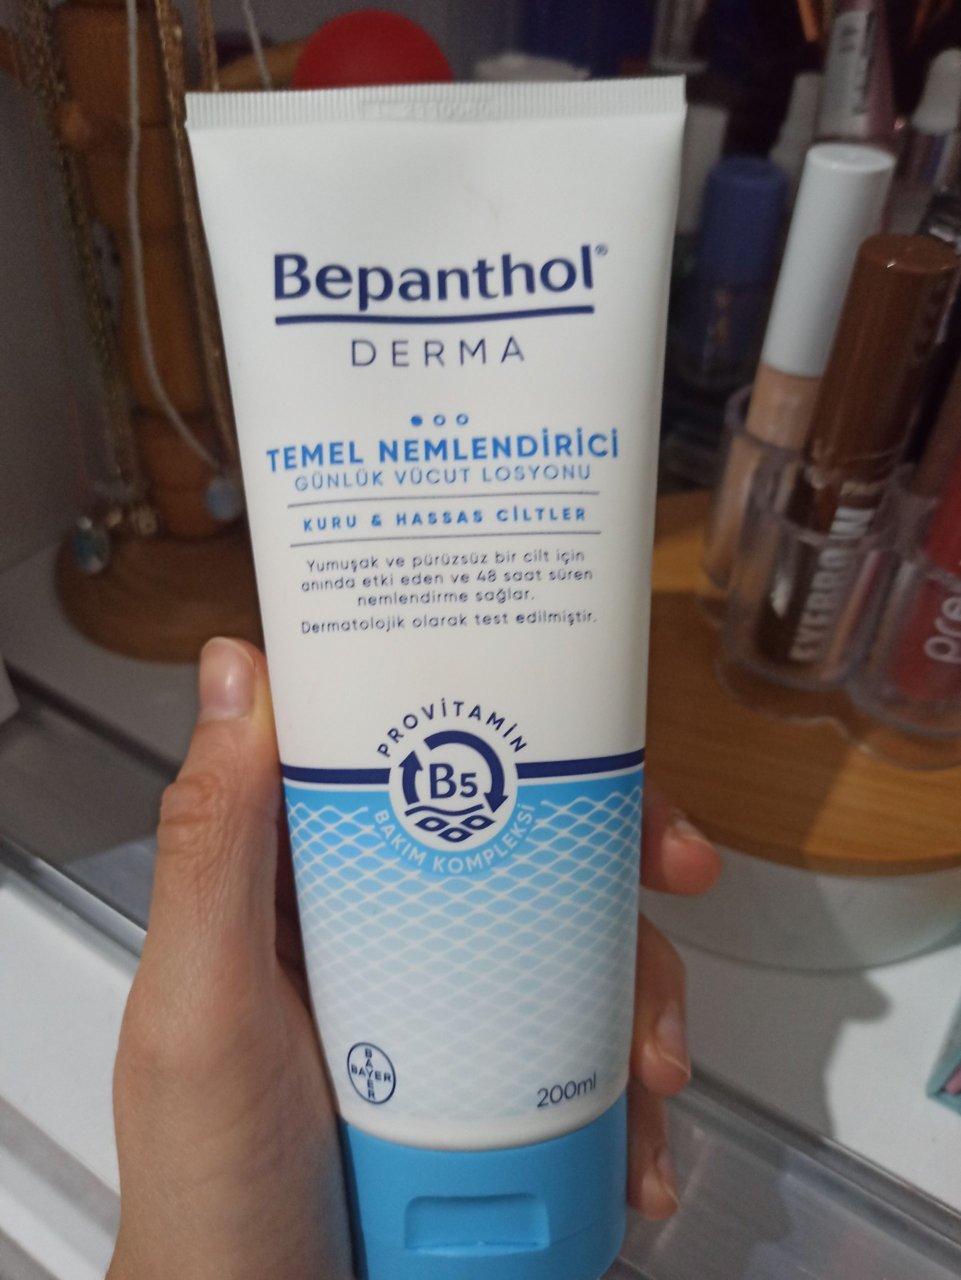 Bepanthol®
DERMA
TEMEL NEMLENDİRİCİ
GÜNLÜK VÜCUT LOSYONU
KURU & HASSAS CİLTLER
Yumuşak ve pürüzsüz bir cilt için
anında etki eden ve 48 saat süren
nemlendirme sağlar.
Dermatolojik olarak test edilmiştir.
PROVİTAMİN
B5
BAKIM KOMPLEKSİ
BAYER
BAYER
200ml
EYEBROW